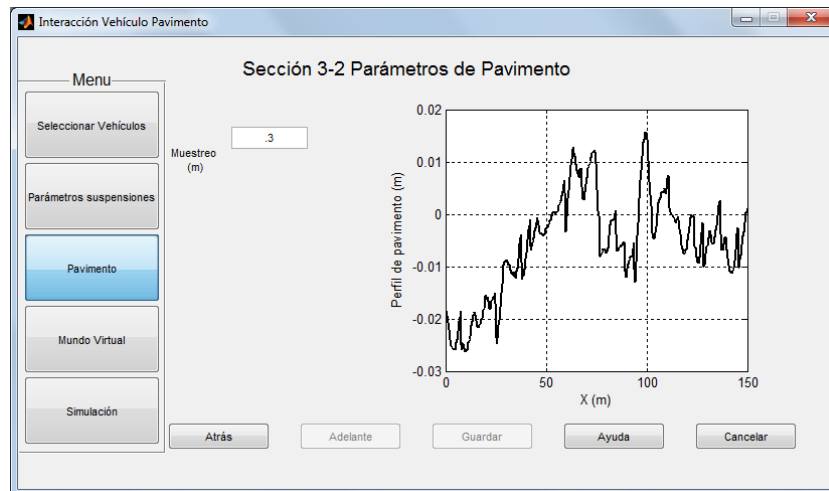 Interacción Vehículo Pavimento
Sección 3-2 Parámetros de Pavimento
Menu
Seleccionar Vehículos
Parámetros suspensiones
Pavimento
Mundo Virtual
Simulación
Muestreo
(m)
.3
Perfil de pavimento (m)
0.02
0.01
0
-0.01
-0.02
-0.03
0
50
100
150
X (m)
Atrás
Adelante
Guardar
Ayuda
Cancelar